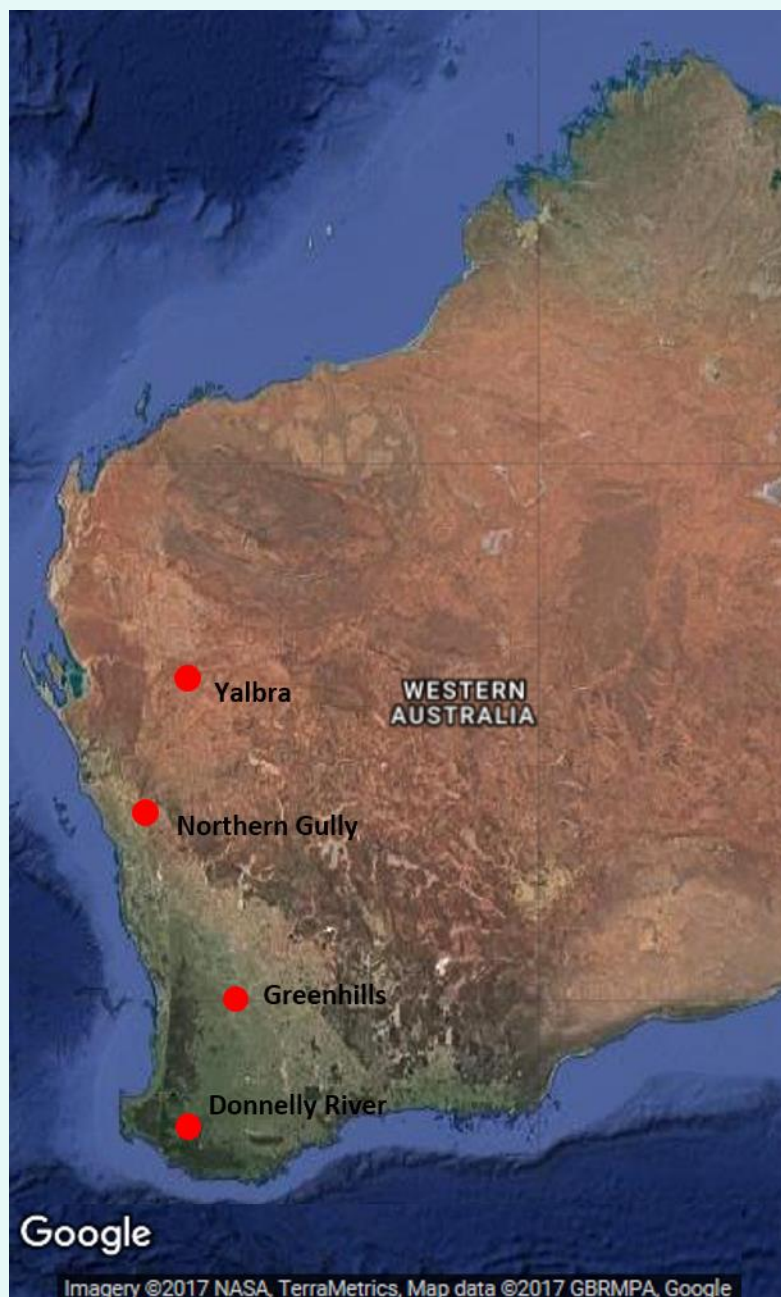 Yalbra
WESTERN
AUSTRALIA
Northern Gully
Greenhills
Donnelly River
Google
Imagery ©2017 NASA, TerraMetrics, Map data ©2017 GBRMPA, Google